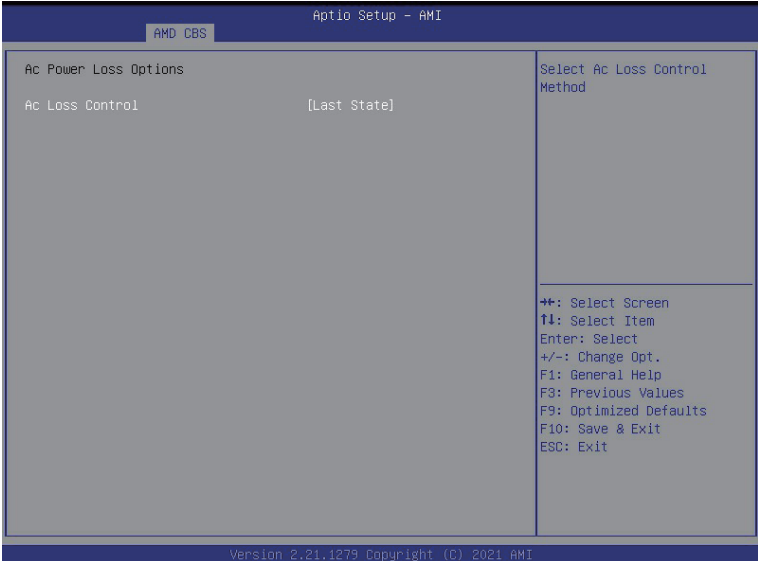 Aptio Setup – AMI
AMD CBS
Ac Power Loss Options
Ac Loss Control [Last State]
Select Ac Loss Control
Method
→←: Select Screen
↑↓: Select Item
Enter: Select
+/-: Change Opt.
F1: General Help
F3: Previous Values
F9: Optimized Defaults
F10: Save & Exit
ESC: Exit
Version 2.21.1279 Copyright (C) 2021 AMI